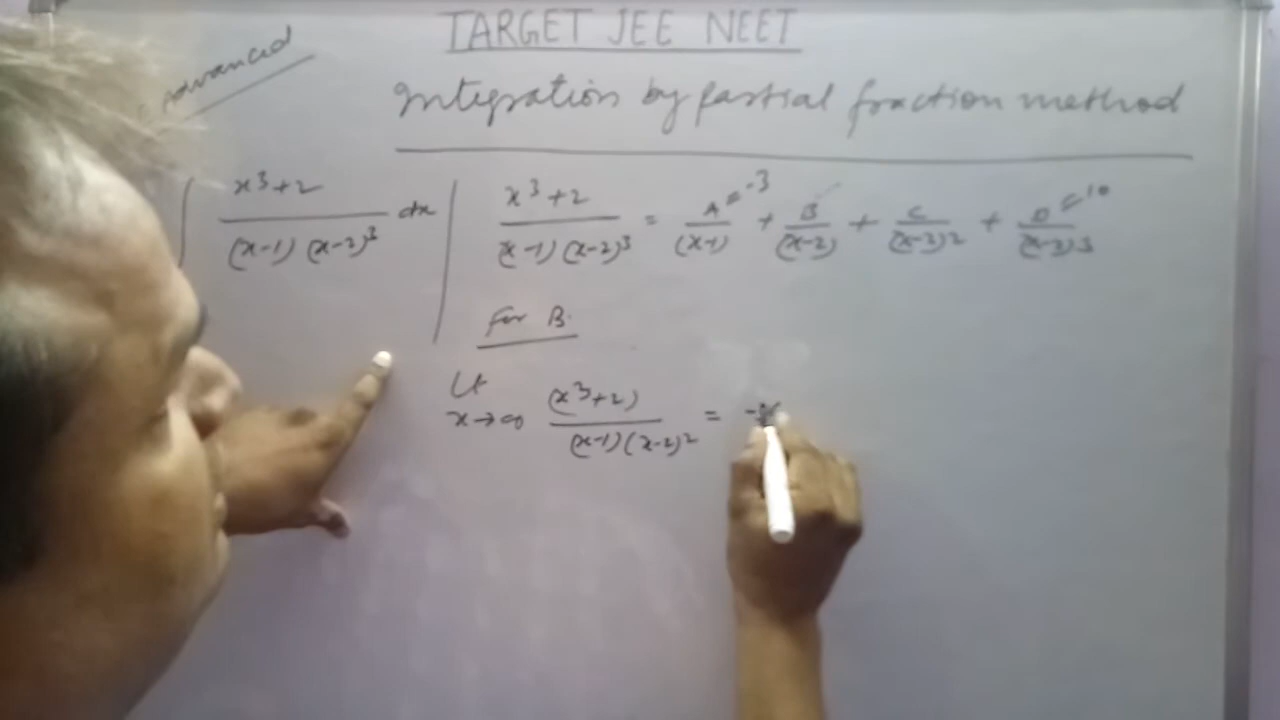 TARGET JEE NEET
Advanced
Integration by partial fraction method
∫ x³+2 / (x-1)(x-2)³ dx
x³+2 / (x-1)(x-2)³ = A=-3 / (x-1) + B / (x-2) + C / (x-2)² + D=10 / (x-2)³
For B.
Lt x→∞ (x³+2) / (x-1)(x-2)² =